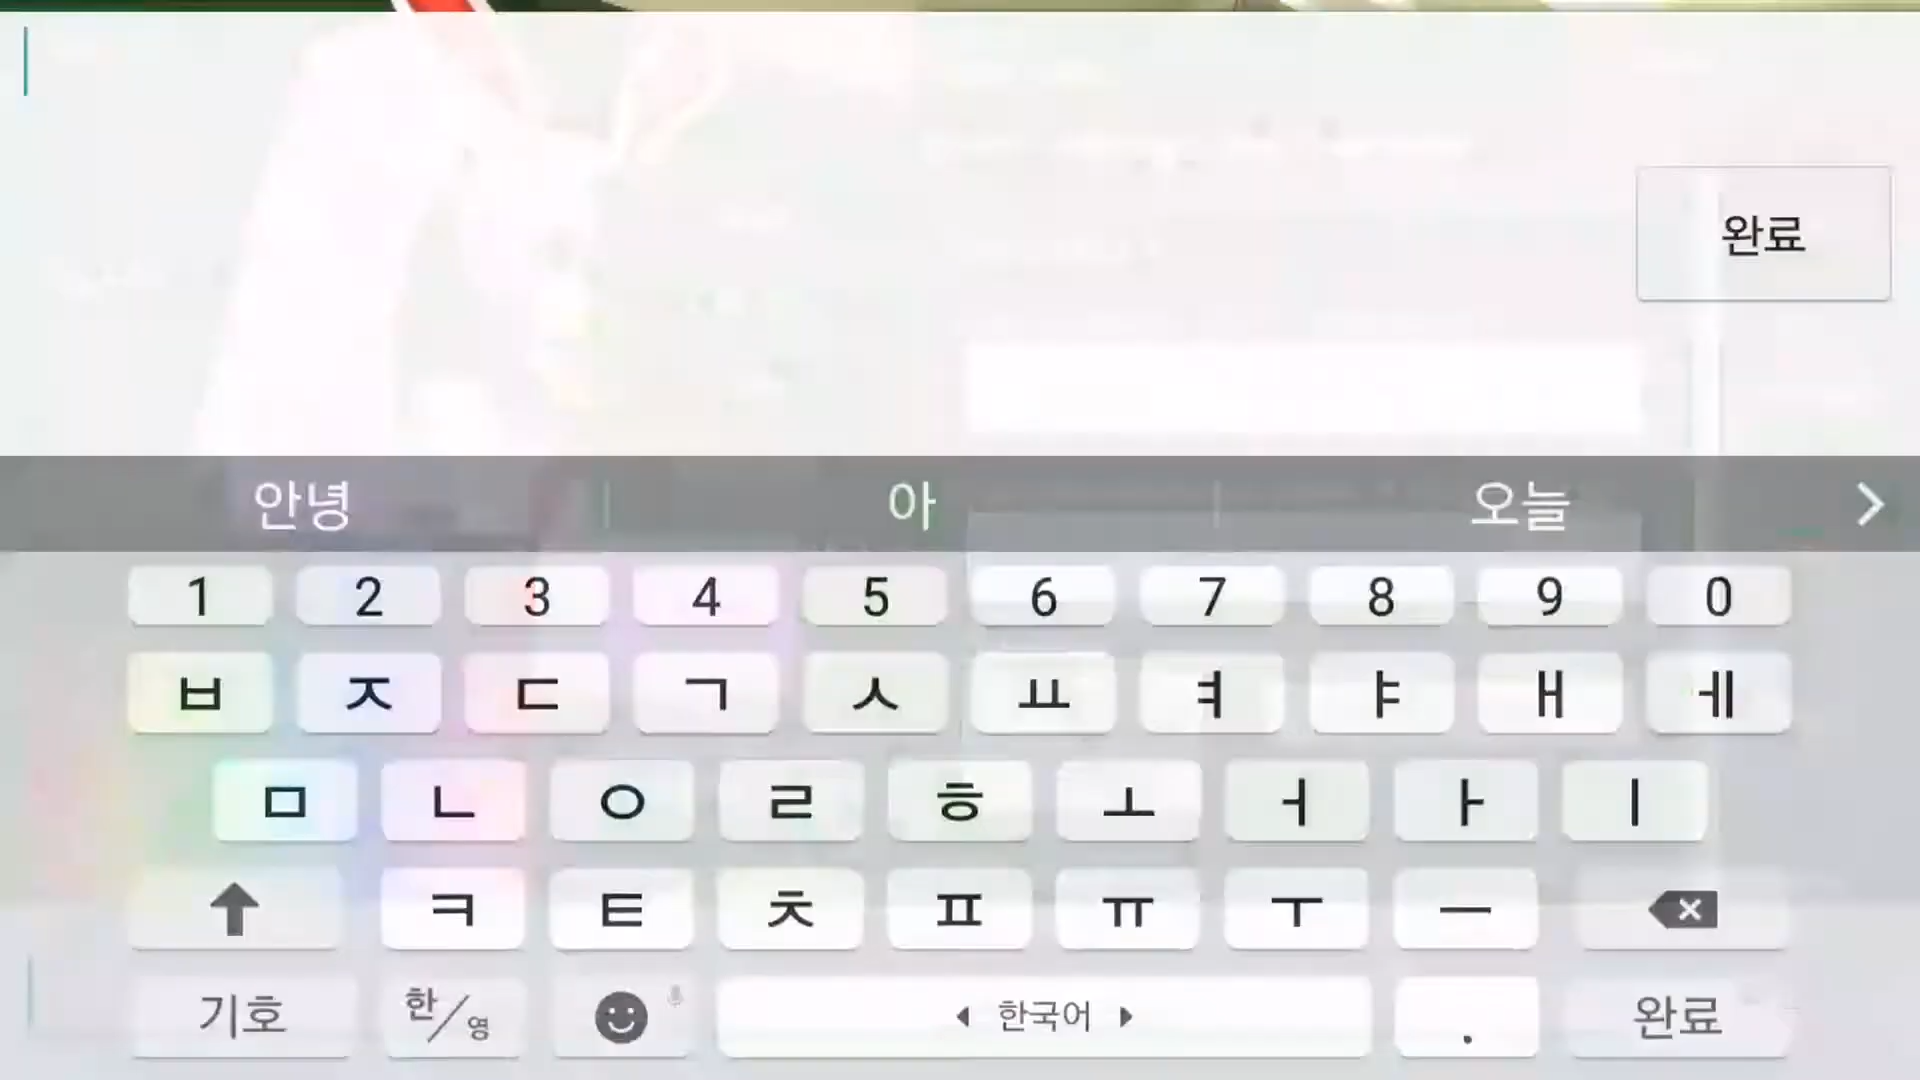 완료
안녕 아 오늘
1 2 3 4 5 6 7 8 9 0
ㅂ ㅈ ㄷ ㄱ ㅅ ㅛ ㅕ ㅑ ㅐ ㅔ
ㅁ ㄴ ㅇ ㄹ ㅎ ㅗ ㅓ ㅏ ㅣ
ㅋ ㅌ ㅊ ㅍ ㅠ ㅜ ㅡ
기호 한/영 한국어 . 완료